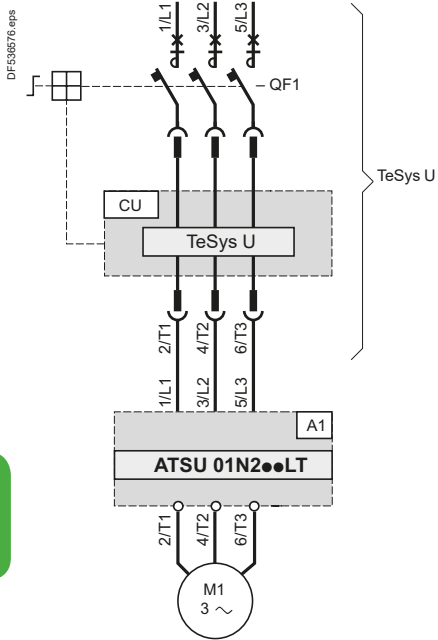 DF536576.eps
1/L1
3/L2
5/L3
QF1
TeSys U
CU
TeSys U
2/T1
4/T2
6/T3
1/L1
3/L2
5/L3
A1
ATSU 01N2●●LT
2/T1
4/T2
6/T3
M1
3 ~